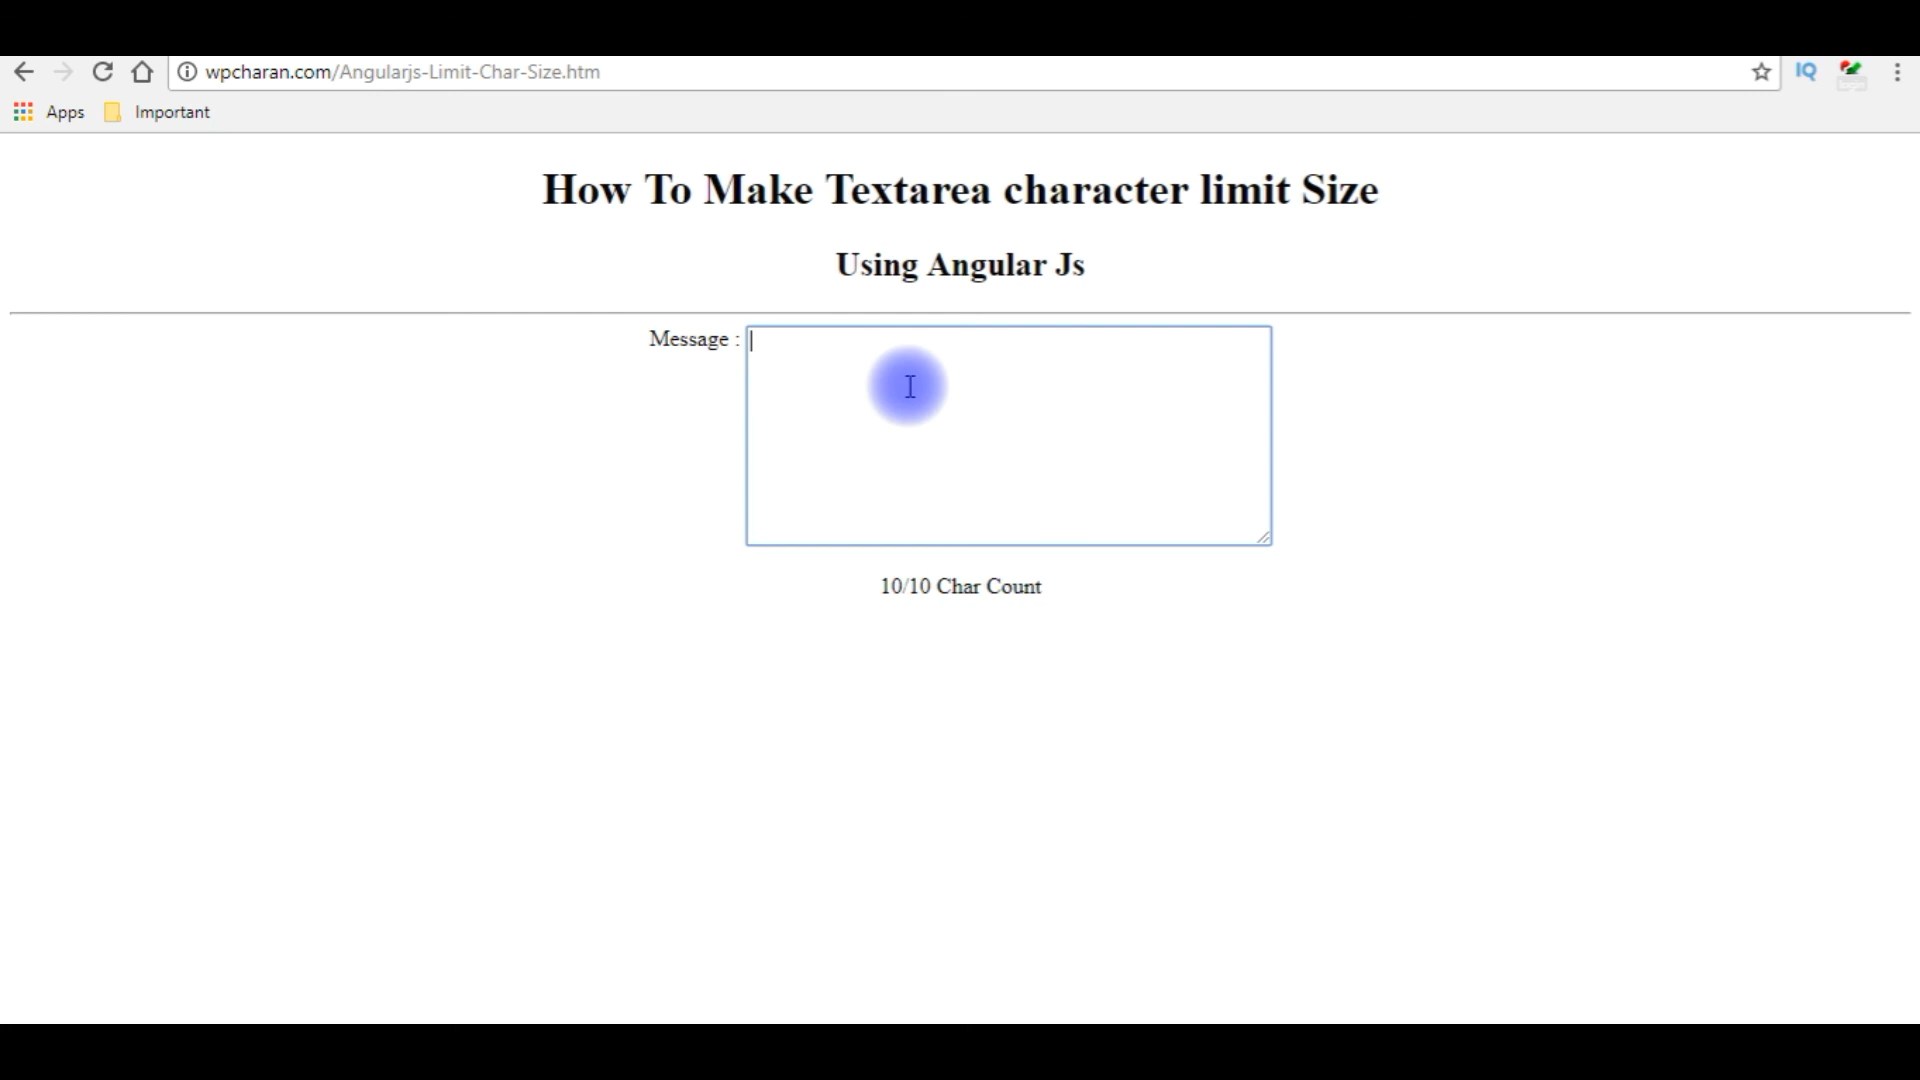 wpcharan.com/Angularjs-Limit-Char-Size.htm
IQ
Apps
Important
How To Make Textarea character limit Size
Using Angular Js
Message :
10/10 Char Count